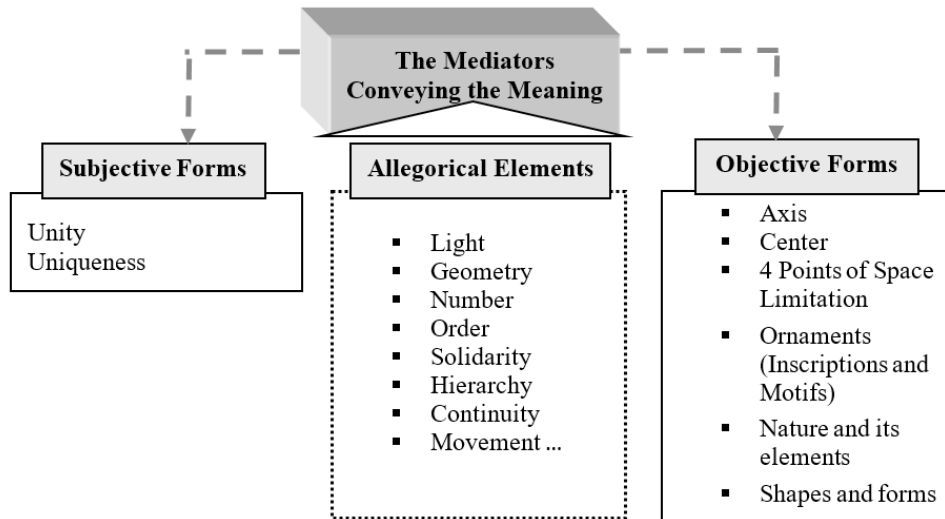 The Mediators
Conveying the Meaning
Subjective Forms
Unity
Uniqueness
Allegorical Elements
▪ Light
▪ Geometry
▪ Number
▪ Order
▪ Solidarity
▪ Hierarchy
▪ Continuity
▪ Movement ...
Objective Forms
▪ Axis
▪ Center
▪ 4 Points of Space
Limitation
▪ Ornaments
(Inscriptions and
Motifs)
▪ Nature and its
elements
▪ Shapes and forms